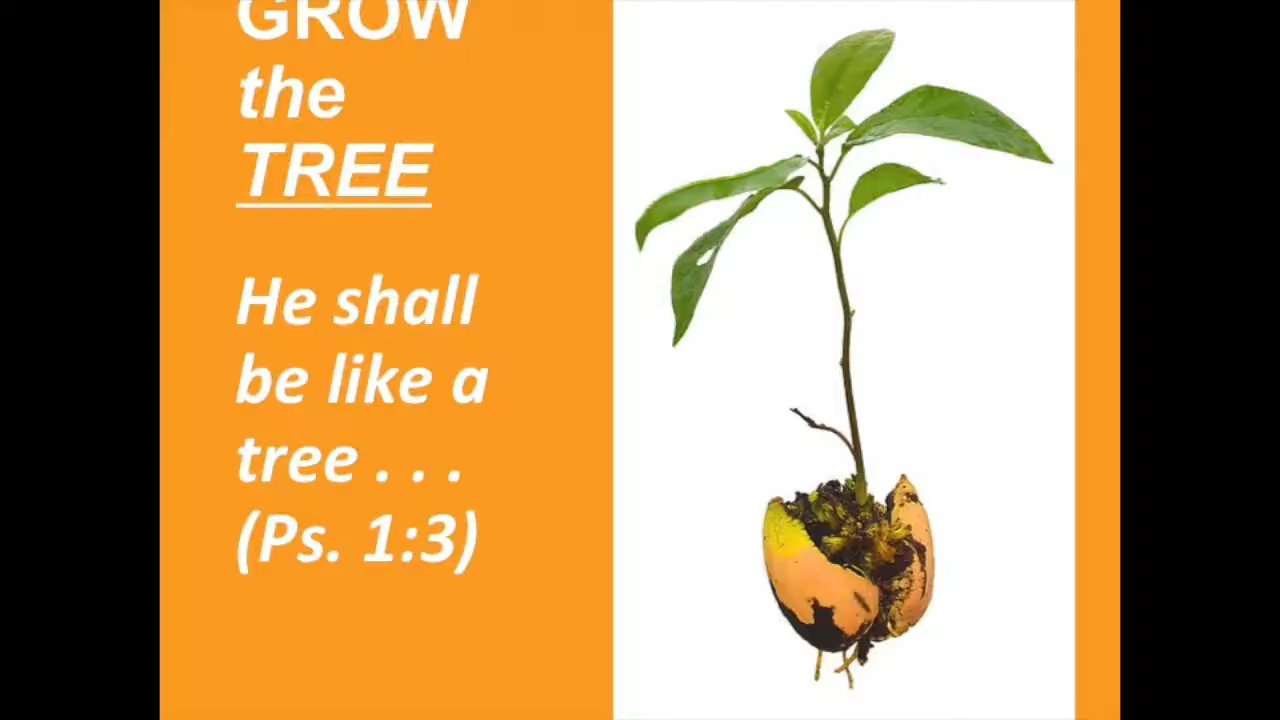 GROW
the
TREE
He shall
be like a
tree . . .
(Ps. 1:3)